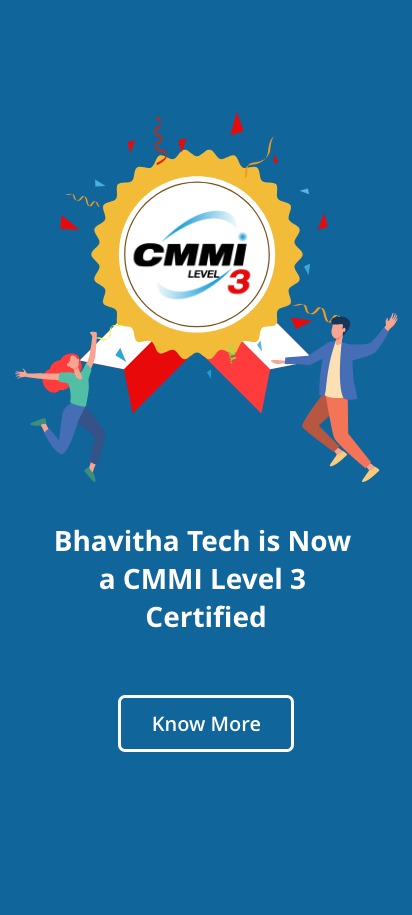 CMMI
LEVEL 3
Bhavitha Tech is Now
a CMMI Level 3
Certified
Know More